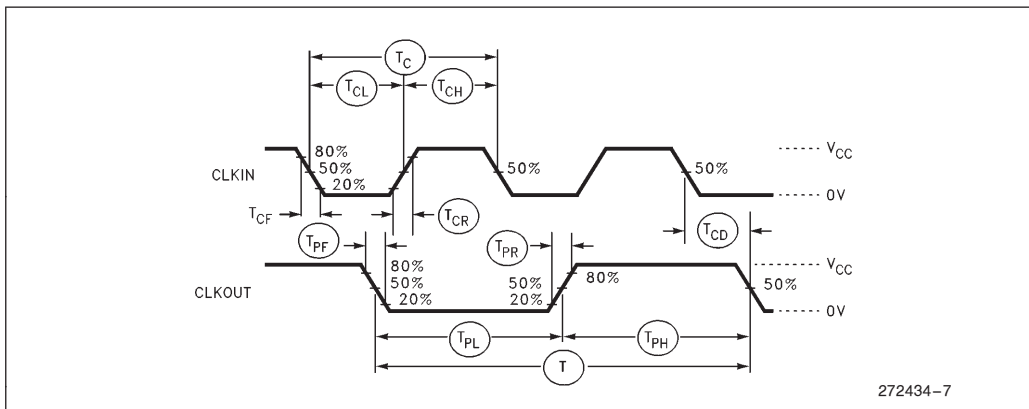 T_C
T_CL T_CH
80% V_CC
CLKIN 50% 50% 50%
20% 0V
T_CF T_CR T_CD
T_PF T_PR
V_CC
80% 80%
CLKOUT 50% 50% 50%
20% 20% 0V
T_PL T_PH
T
272434–7